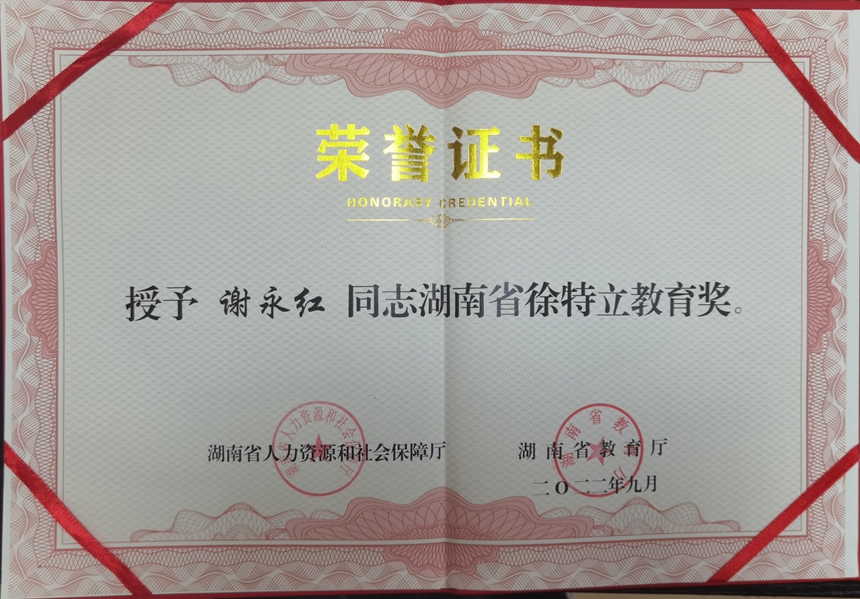 荣誉证书
HONORARY CREDENTIAL
授予 谢永红 同志湖南省徐特立教育奖。
湖南省人力资源和社会保障厅 湖南省教育厅
二〇二二年九月